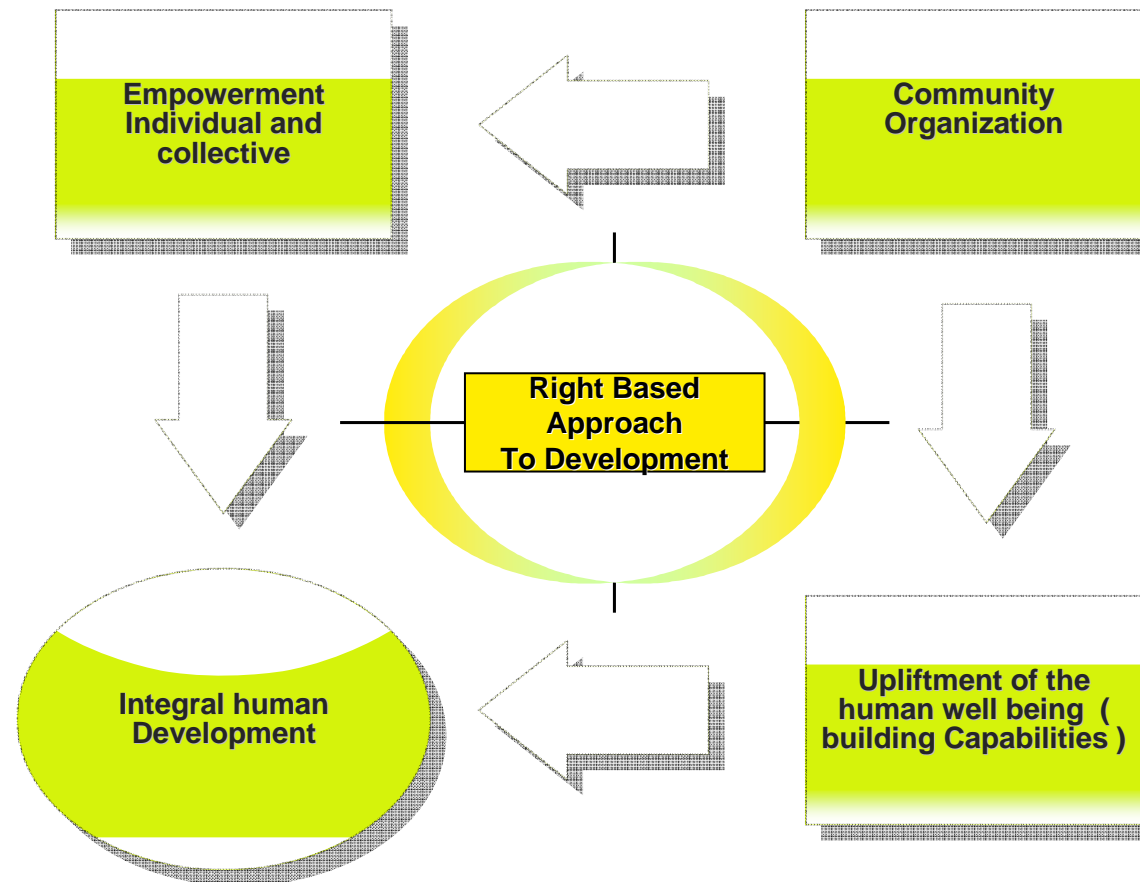 Empowerment
Individual and
collective
Community
Organization
Right Based
Approach
To Development
Integral human
Development
Upliftment of the
human well being  (
building Capabilities )